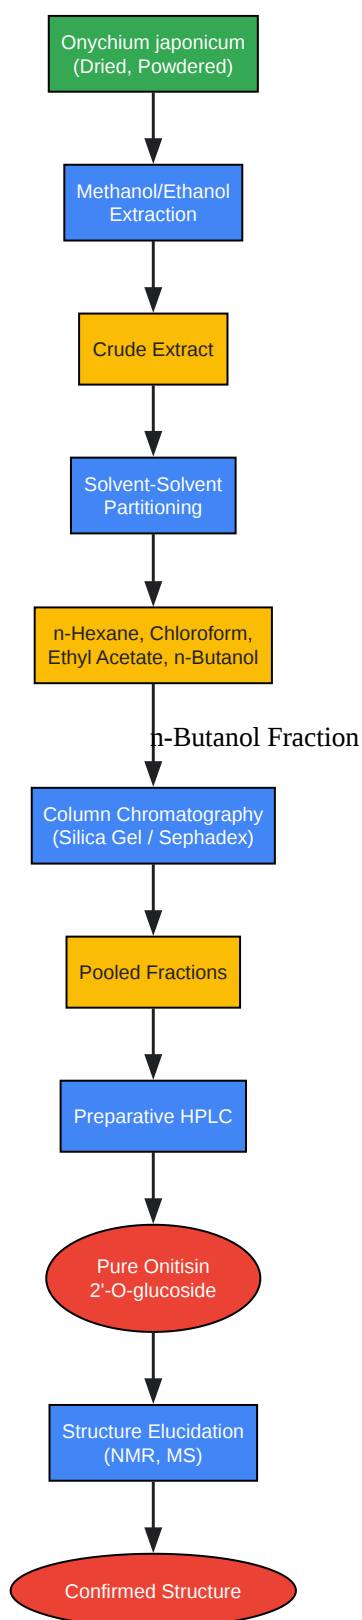 Onychium japonicum
(Dried, Powdered)
Methanol/Ethanol
Extraction
Crude Extract
Solvent-Solvent
Partitioning
n-Hexane, Chloroform,
Ethyl Acetate, n-Butanol
n-Butanol Fraction
Column Chromatography
(Silica Gel / Sephadex)
Pooled Fractions
Preparative HPLC
Pure Onitisin
2'-O-glucoside
Structure Elucidation
(NMR, MS)
Confirmed Structure